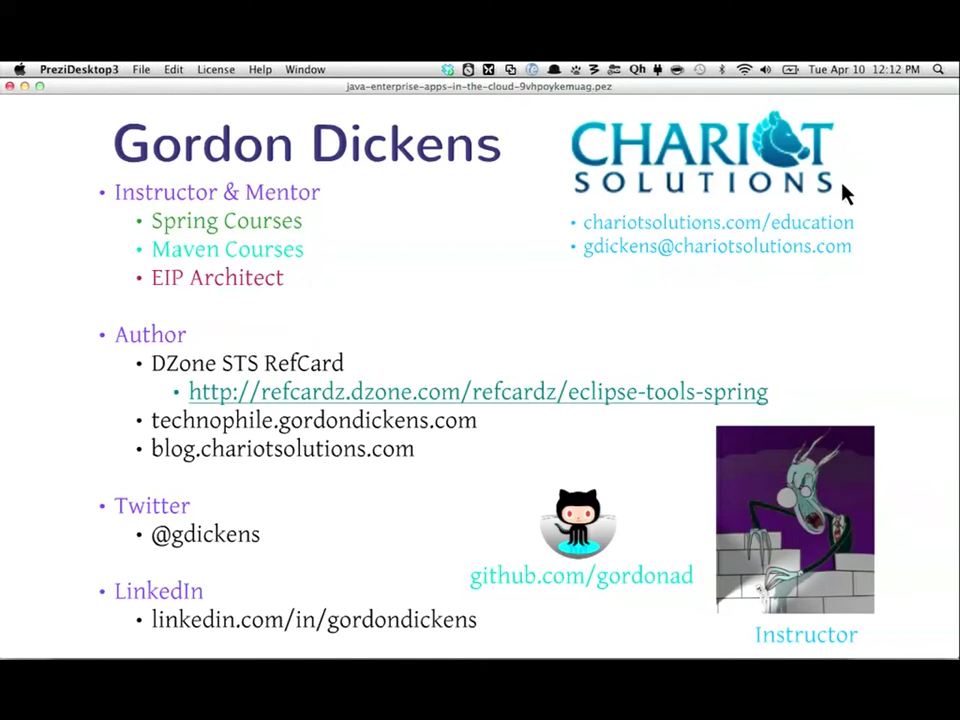 PreziDesktop3 File Edit License Help Window Qh Tue Apr 10 12:12 PM
java-enterprise-apps-in-the-cloud-9vhpoykemuag.pez
Gordon Dickens
• Instructor & Mentor
• Spring Courses
• Maven Courses
• EIP Architect
CHARIOT
SOLUTIONS
• chariotsolutions.com/education
• gdickens@chariotsolutions.com
• Author
• DZone STS RefCard
• http://refcardz.dzone.com/refcardz/eclipse-tools-spring
• technophile.gordondickens.com
• blog.chariotsolutions.com
• Twitter
• @gdickens
• LinkedIn
• linkedin.com/in/gordondickens
github.com/gordonad
Instructor